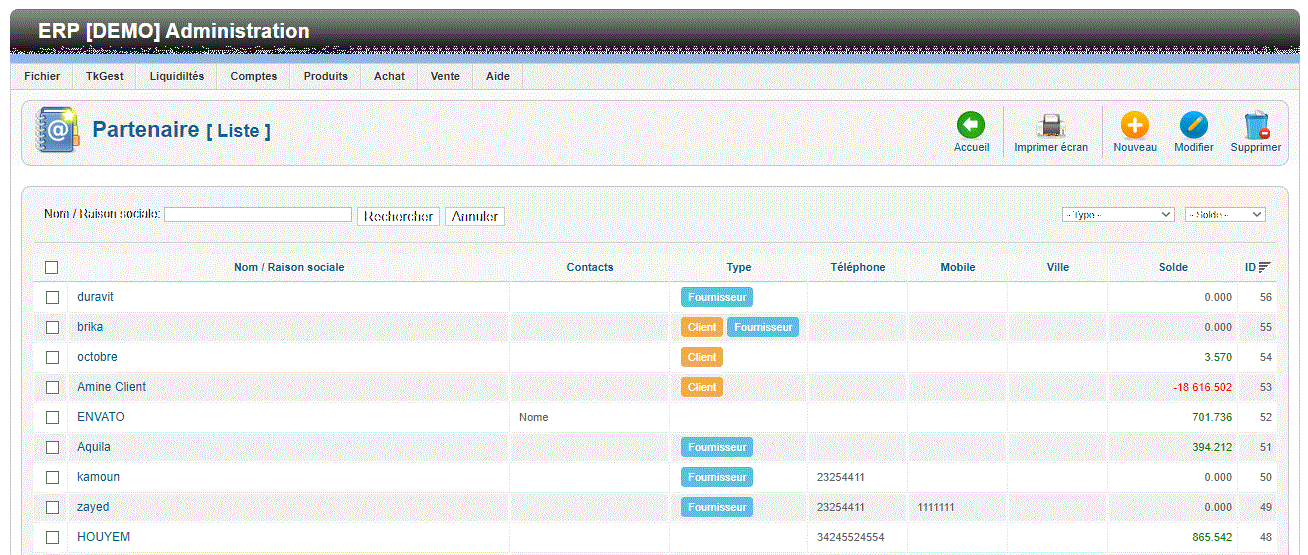 ERP [DEMO] Administration
Fichier TkGest Liquidiltés Comptes Produits Achat Vente Aide
Partenaire [ Liste ]
Accueil Imprimer écran Nouveau Modifier Supprimer
Nom / Raison sociale: Rechercher Annuler - Type - - Solde -
Nom / Raison sociale Contacts Type Téléphone Mobile Ville Solde ID
duravit Fournisseur 0.000 56
brika Client Fournisseur 0.000 55
octobre Client 3.570 54
Amine Client Client -18 616.502 53
ENVATO Nome 701.736 52
Aquila Fournisseur 394.212 51
kamoun Fournisseur 23254411 0.000 50
zayed Fournisseur 23254411 1111111 0.000 49
HOUYEM 34245524554 865.542 48